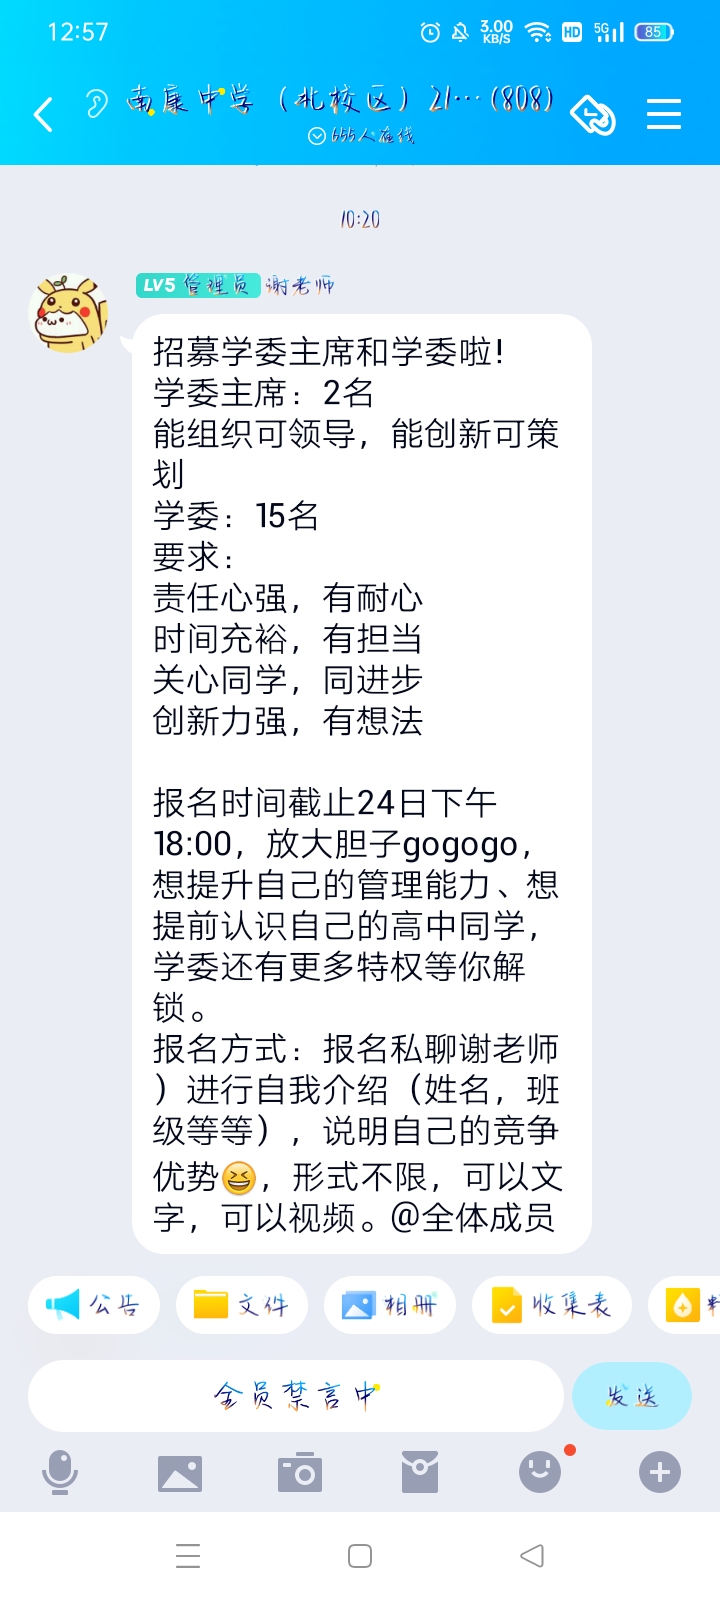 12:57
3.00
KB/S
HD
5G
85
南康中学（北校区）21…(808)
655人在线
10:20
LV5 管理员 谢老师
招募学委主席和学委啦!
学委主席：2名
能组织可领导，能创新可策
划
学委：15名
要求：
责任心强，有耐心
时间充裕，有担当
关心同学，同进步
创新力强，有想法
报名时间截止24日下午
18:00，放大胆子gogogo，
想提升自己的管理能力、想
提前认识自己的高中同学，
学委还有更多特权等你解
锁。
报名方式：报名私聊谢老师
）进行自我介绍（姓名，班
级等等），说明自己的竞争
优势😆，形式不限，可以文
字，可以视频。@全体成员
公告
文件
相册
收集表
全员禁言中
发送